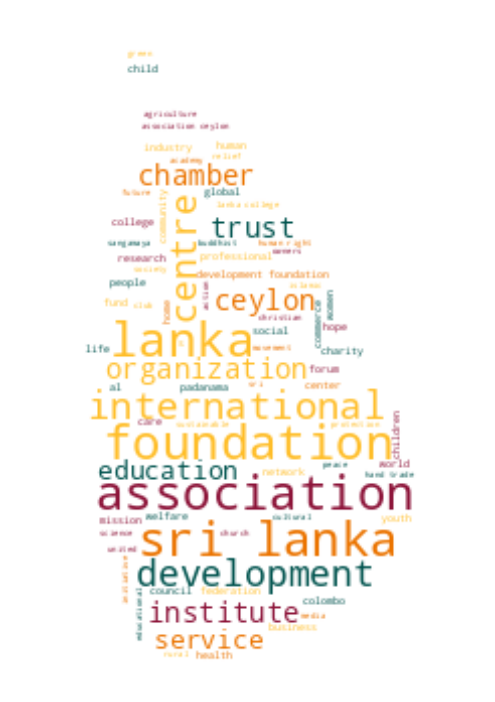 green
child
agriculture
association ceylon
industry
human
relief
academy
chamber
future
global
community
centre
lanka college
college
trust
sangamaya
buddhist
human right
owners
research
professional
society
development foundation
people
action
islamic
women
fund
club
home
ceylon
commerce
christian
hope
social
lanka
life
movement
charity
organization
forum
al
padanama
sri
center
international
care
sustainable
protection
children
foundation
education
peace
world
network
hand trade
association
mission
welfare
cultural
youth
science
church
sri lanka
united
initiative
development
educational
council
federation
colombo
institute
media
business
service
rural
health